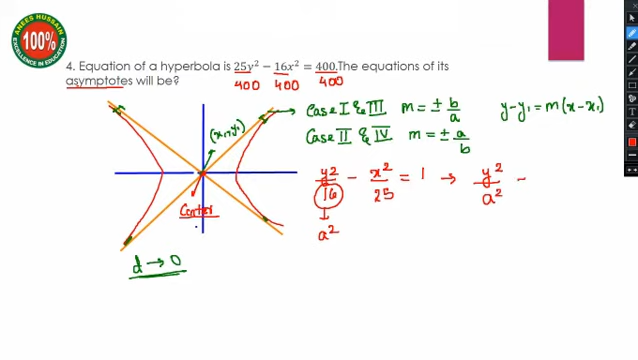 ANEES HUSSAIN
100%
EXCELLENCE IN EDUCATION
4. Equation of a hyperbola is 25y² − 16x² = 400.The equations of its
400 400 400
asymptotes will be?
Case I & III m = ± b/a y-y₁ = m(x-x₁)
Case II & IV m = ± a/b
(x₁,y₁)
y²/16 − x²/25 = 1 → y²/a² −
a²
Center
d → 0